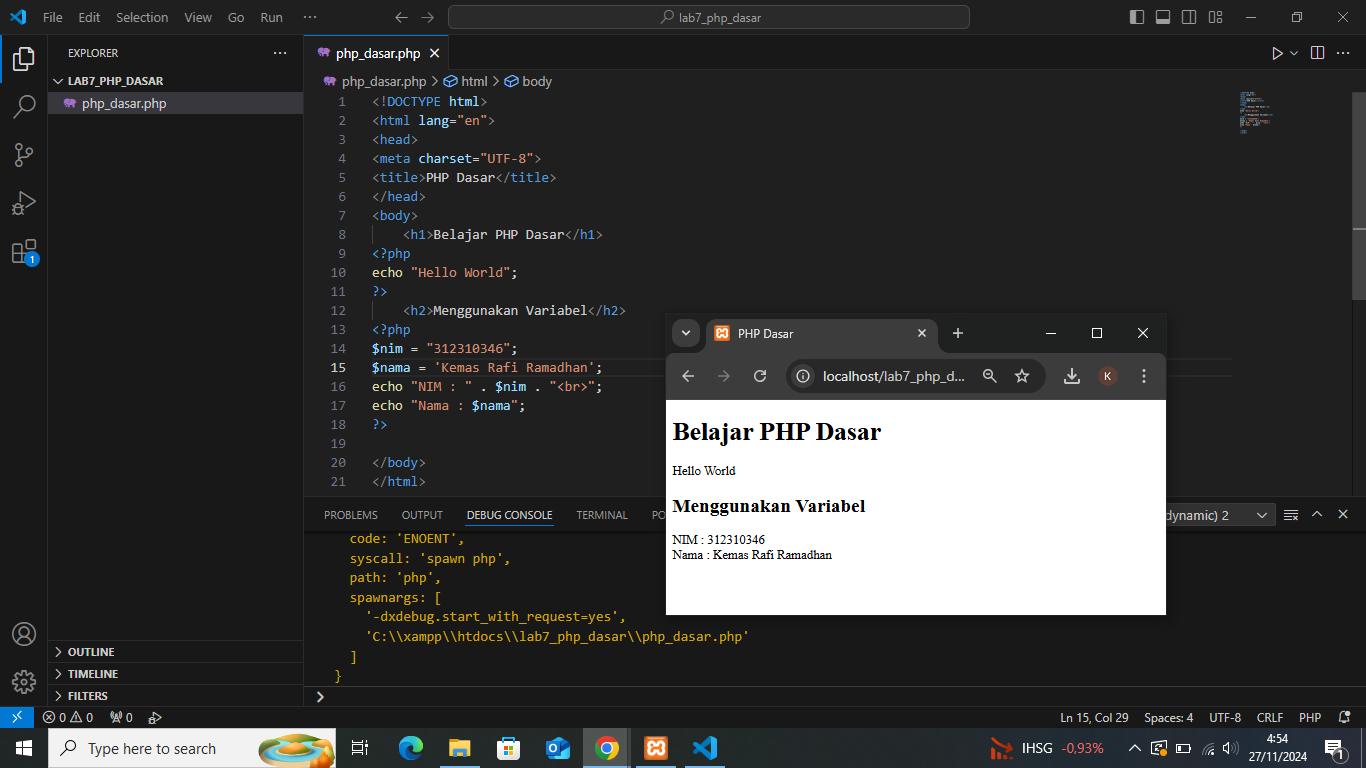 File Edit Selection View Go Run ··· lab7_php_dasar
EXPLORER
LAB7_PHP_DASAR
php_dasar.php
php_dasar.php
php_dasar.php > html > body
1 <!DOCTYPE html>
2 <html lang="en">
3 <head>
4 <meta charset="UTF-8">
5 <title>PHP Dasar</title>
6 </head>
7 <body>
8 <h1>Belajar PHP Dasar</h1>
9 <?php
10 echo "Hello World";
11 ?>
12 <h2>Menggunakan Variabel</h2>
13 <?php
14 $nim = "312310346";
15 $nama = 'Kemas Rafi Ramadhan';
16 echo "NIM : " . $nim . "<br>";
17 echo "Nama : $nama";
18 ?>
19
20 </body>
21 </html>
PHP Dasar
localhost/lab7_php_d...
K
Belajar PHP Dasar
Hello World
Menggunakan Variabel
NIM : 312310346
Nama : Kemas Rafi Ramadhan
PROBLEMS OUTPUT DEBUG CONSOLE TERMINAL PO
dynamic) 2
code: 'ENOENT',
syscall: 'spawn php',
path: 'php',
spawnargs: [
'-dxdebug.start_with_request=yes',
'C:\\xampp\\htdocs\\lab7_php_dasar\\php_dasar.php'
]
}
1
OUTLINE
TIMELINE
FILTERS
0 0 0
Ln 15, Col 29 Spaces: 4 UTF-8 CRLF PHP
Type here to search
IHSG -0,93%
4:54
27/11/2024
1